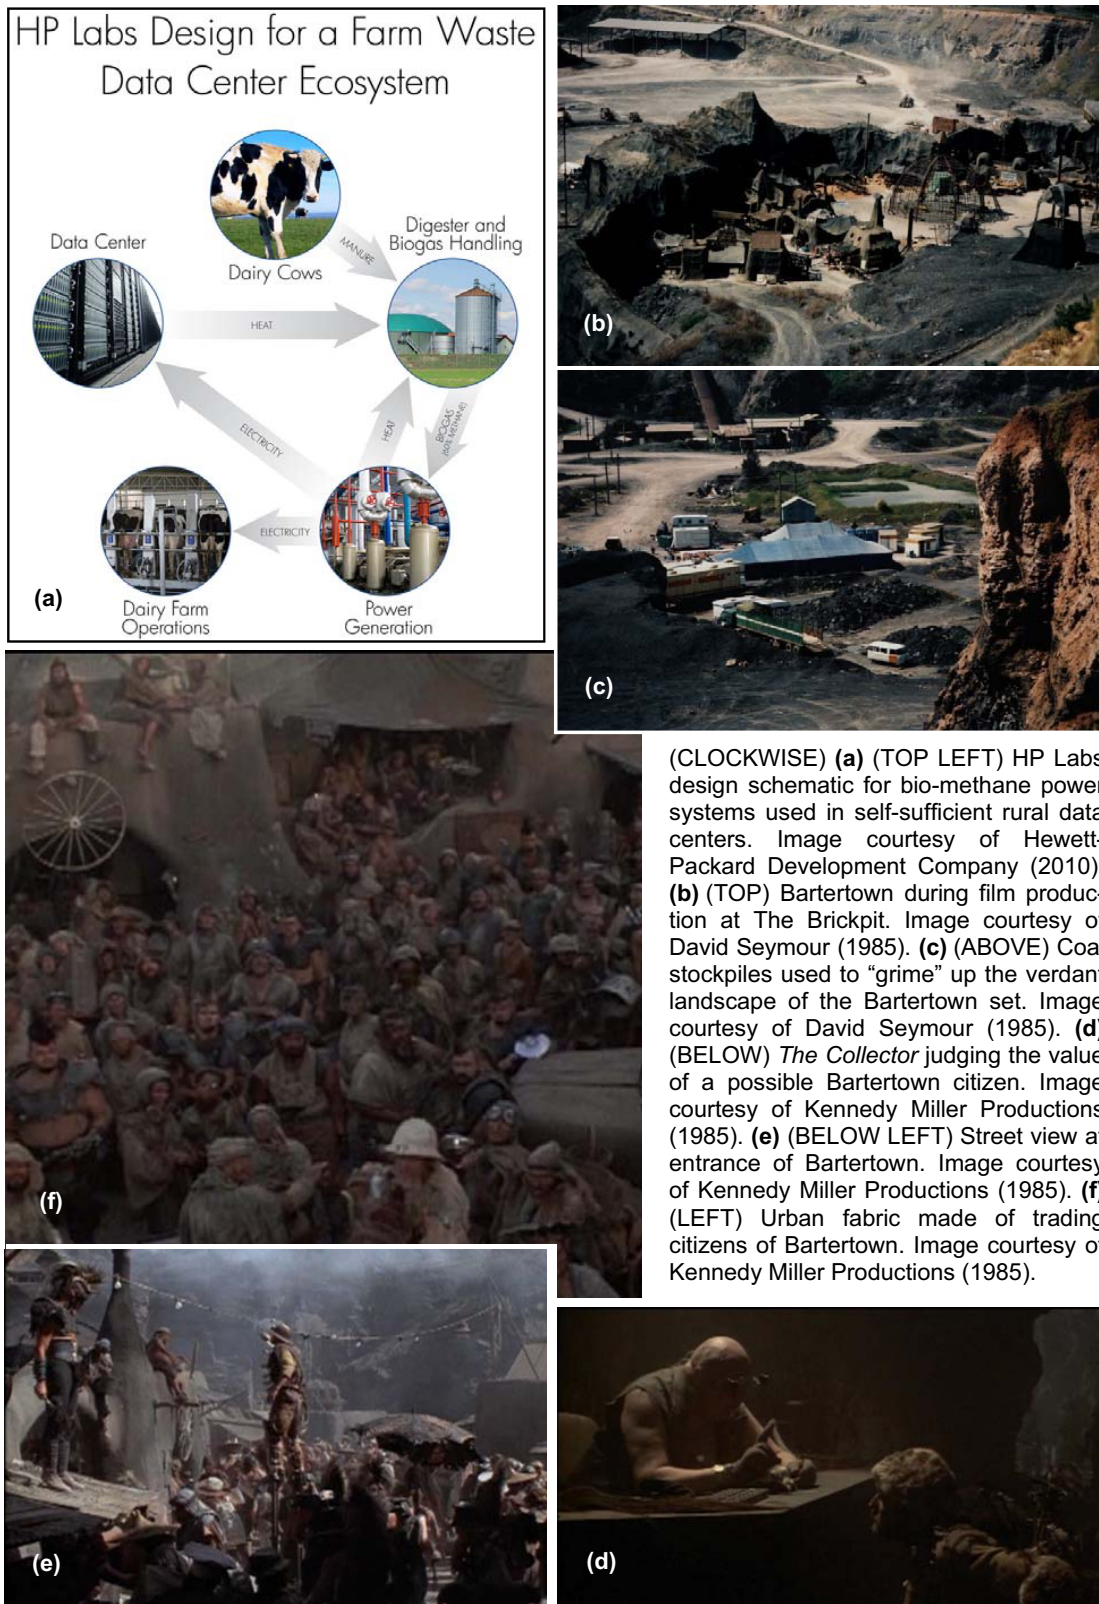 HP Labs Design for a Farm Waste
Data Center Ecosystem
Dairy Cows
MANURE
Digester and
Biogas Handling
Data Center
HEAT
ELECTRICITY
HEAT
BIOGAS
(60% METHANE)
ELECTRICITY
Dairy Farm
Operations
Power
Generation
(a)
(b)
(c)
(CLOCKWISE) (a) (TOP LEFT) HP Labs
design schematic for bio-methane power
systems used in self-sufficient rural data
centers. Image courtesy of Hewett-
Packard Development Company (2010)
(b) (TOP) Bartertown during film produc-
tion at The Brickpit. Image courtesy o
David Seymour (1985). (c) (ABOVE) Coa
stockpiles used to “grime” up the verdant
landscape of the Bartertown set. Image
courtesy of David Seymour (1985). (d)
(BELOW) The Collector judging the value
of a possible Bartertown citizen. Image
courtesy of Kennedy Miller Productions
(1985). (e) (BELOW LEFT) Street view a
entrance of Bartertown. Image courtesy
of Kennedy Miller Productions (1985). (f)
(LEFT) Urban fabric made of trading
citizens of Bartertown. Image courtesy o
Kennedy Miller Productions (1985).
(f)
(e)
(d)